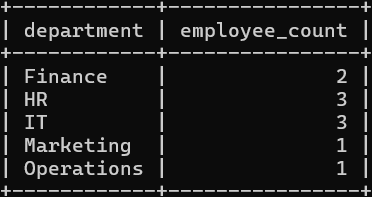 +------------+----------------+
| department | employee_count |
+------------+----------------+
| Finance    |              2 |
| HR         |              3 |
| IT         |              3 |
| Marketing  |              1 |
| Operations |              1 |
+------------+----------------+